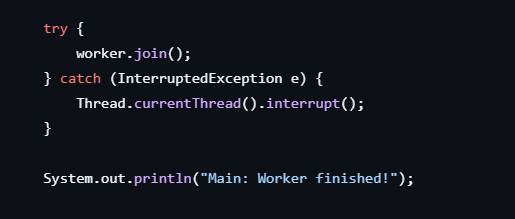 try {
    worker.join();
} catch (InterruptedException e) {
    Thread.currentThread().interrupt();
}

System.out.println("Main: Worker finished!");